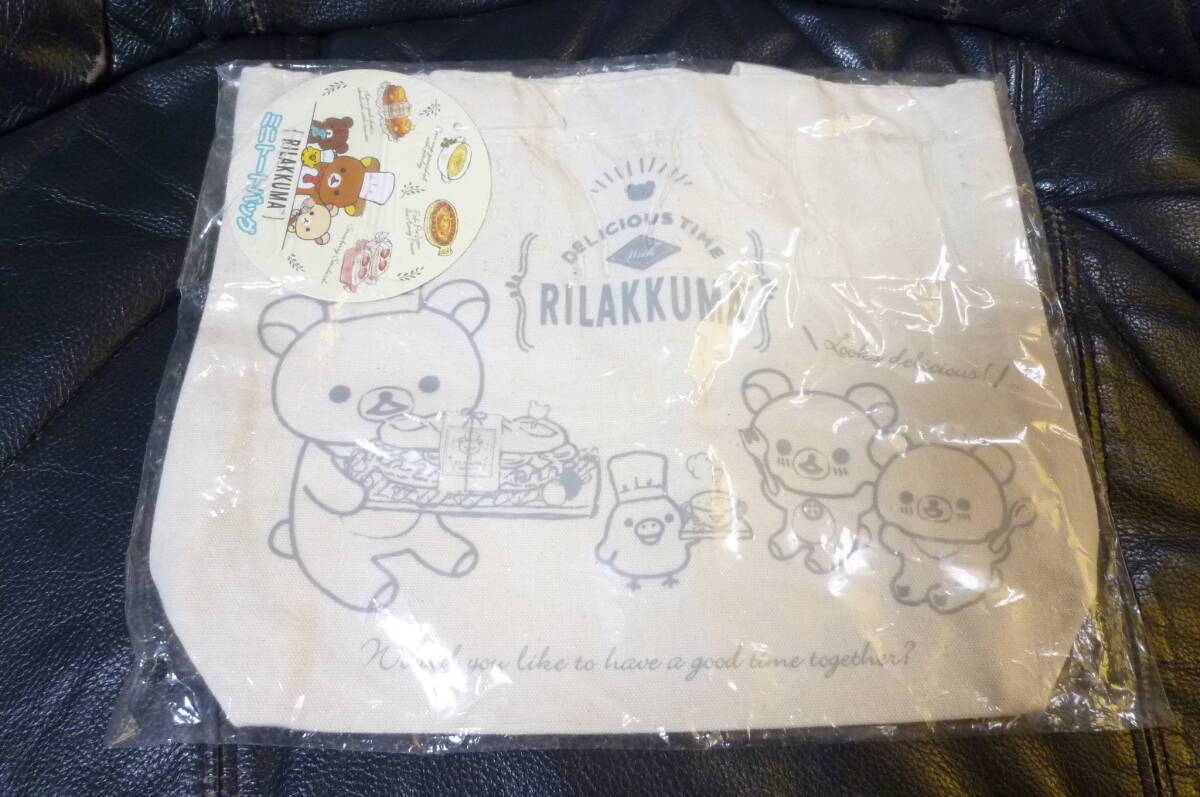 ミニトートバッグ
RILAKKUMA
DELICIOUS TIME
With
RILAKKUMA
Looks delicious!!
Would you like to have a good time together?